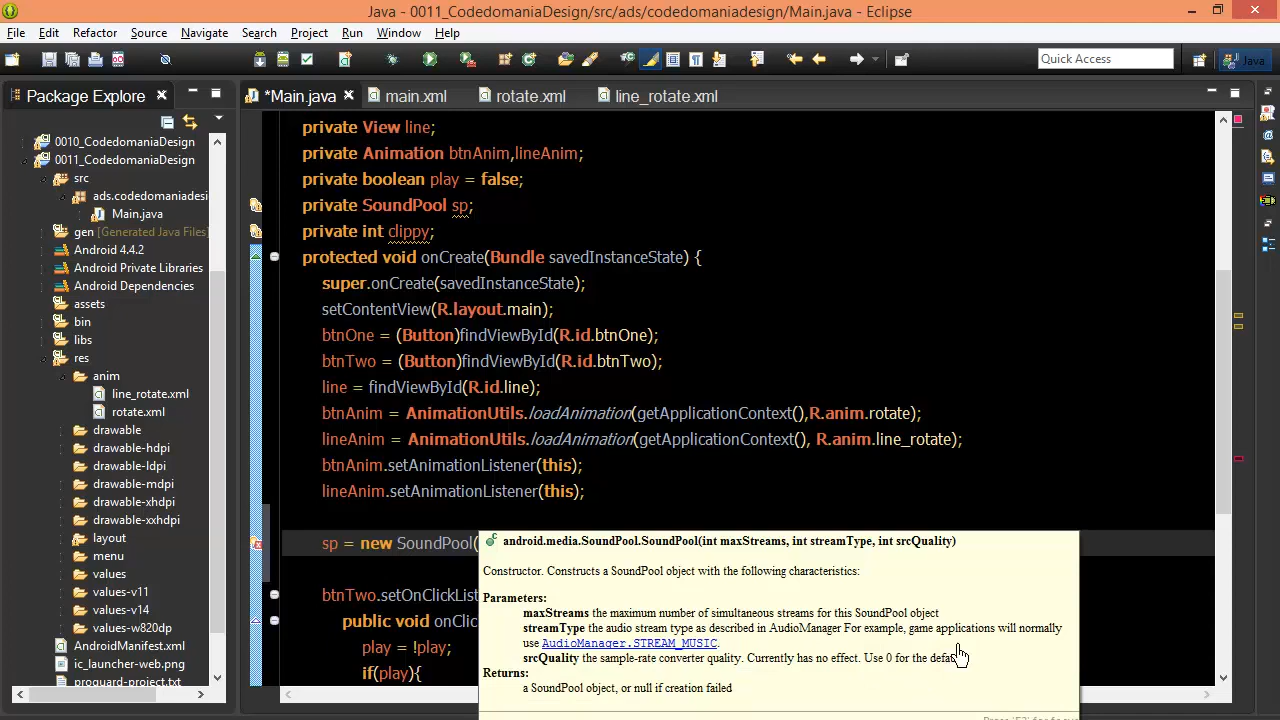 Java - 0011_CodedomaniaDesign/src/ads/codedomaniadesign/Main.java - Eclipse
File Edit Refactor Source Navigate Search Project Run Window Help
Quick Access
Java
Package Explorer
*Main.java
main.xml
rotate.xml
line_rotate.xml
0010_CodedomaniaDesign
0011_CodedomaniaDesign
src
ads.codedomaniadesi
Main.java
gen [Generated Java Files]
Android 4.4.2
Android Private Libraries
Android Dependencies
assets
bin
libs
res
anim
line_rotate.xml
rotate.xml
drawable
drawable-hdpi
drawable-ldpi
drawable-mdpi
drawable-xhdpi
drawable-xxhdpi
layout
menu
values
values-v11
values-v14
values-w820dp
AndroidManifest.xml
ic_launcher-web.png
proguard-project.txt
private View line;
private Animation btnAnim,lineAnim;
private boolean play = false;
private SoundPool sp;
private int clippy;
protected void onCreate(Bundle savedInstanceState) {
super.onCreate(savedInstanceState);
setContentView(R.layout.main);
btnOne = (Button)findViewById(R.id.btnOne);
btnTwo = (Button)findViewById(R.id.btnTwo);
line = findViewById(R.id.line);
btnAnim = AnimationUtils.loadAnimation(getApplicationContext(),R.anim.rotate);
lineAnim = AnimationUtils.loadAnimation(getApplicationContext(), R.anim.line_rotate);
btnAnim.setAnimationListener(this);
lineAnim.setAnimationListener(this);
sp = new SoundPool(
btnTwo.setOnClickList
public void onClic
play = !play;
if(play){
android.media.SoundPool.SoundPool(int maxStreams, int streamType, int srcQuality)
Constructor. Constructs a SoundPool object with the following characteristics:
Parameters:
maxStreams the maximum number of simultaneous streams for this SoundPool object
streamType the audio stream type as described in AudioManager For example, game applications will normally
use AudioManager.STREAM_MUSIC.
srcQuality the sample-rate converter quality. Currently has no effect. Use 0 for the defau
Returns:
a SoundPool object, or null if creation failed
Press 'F2' for focus